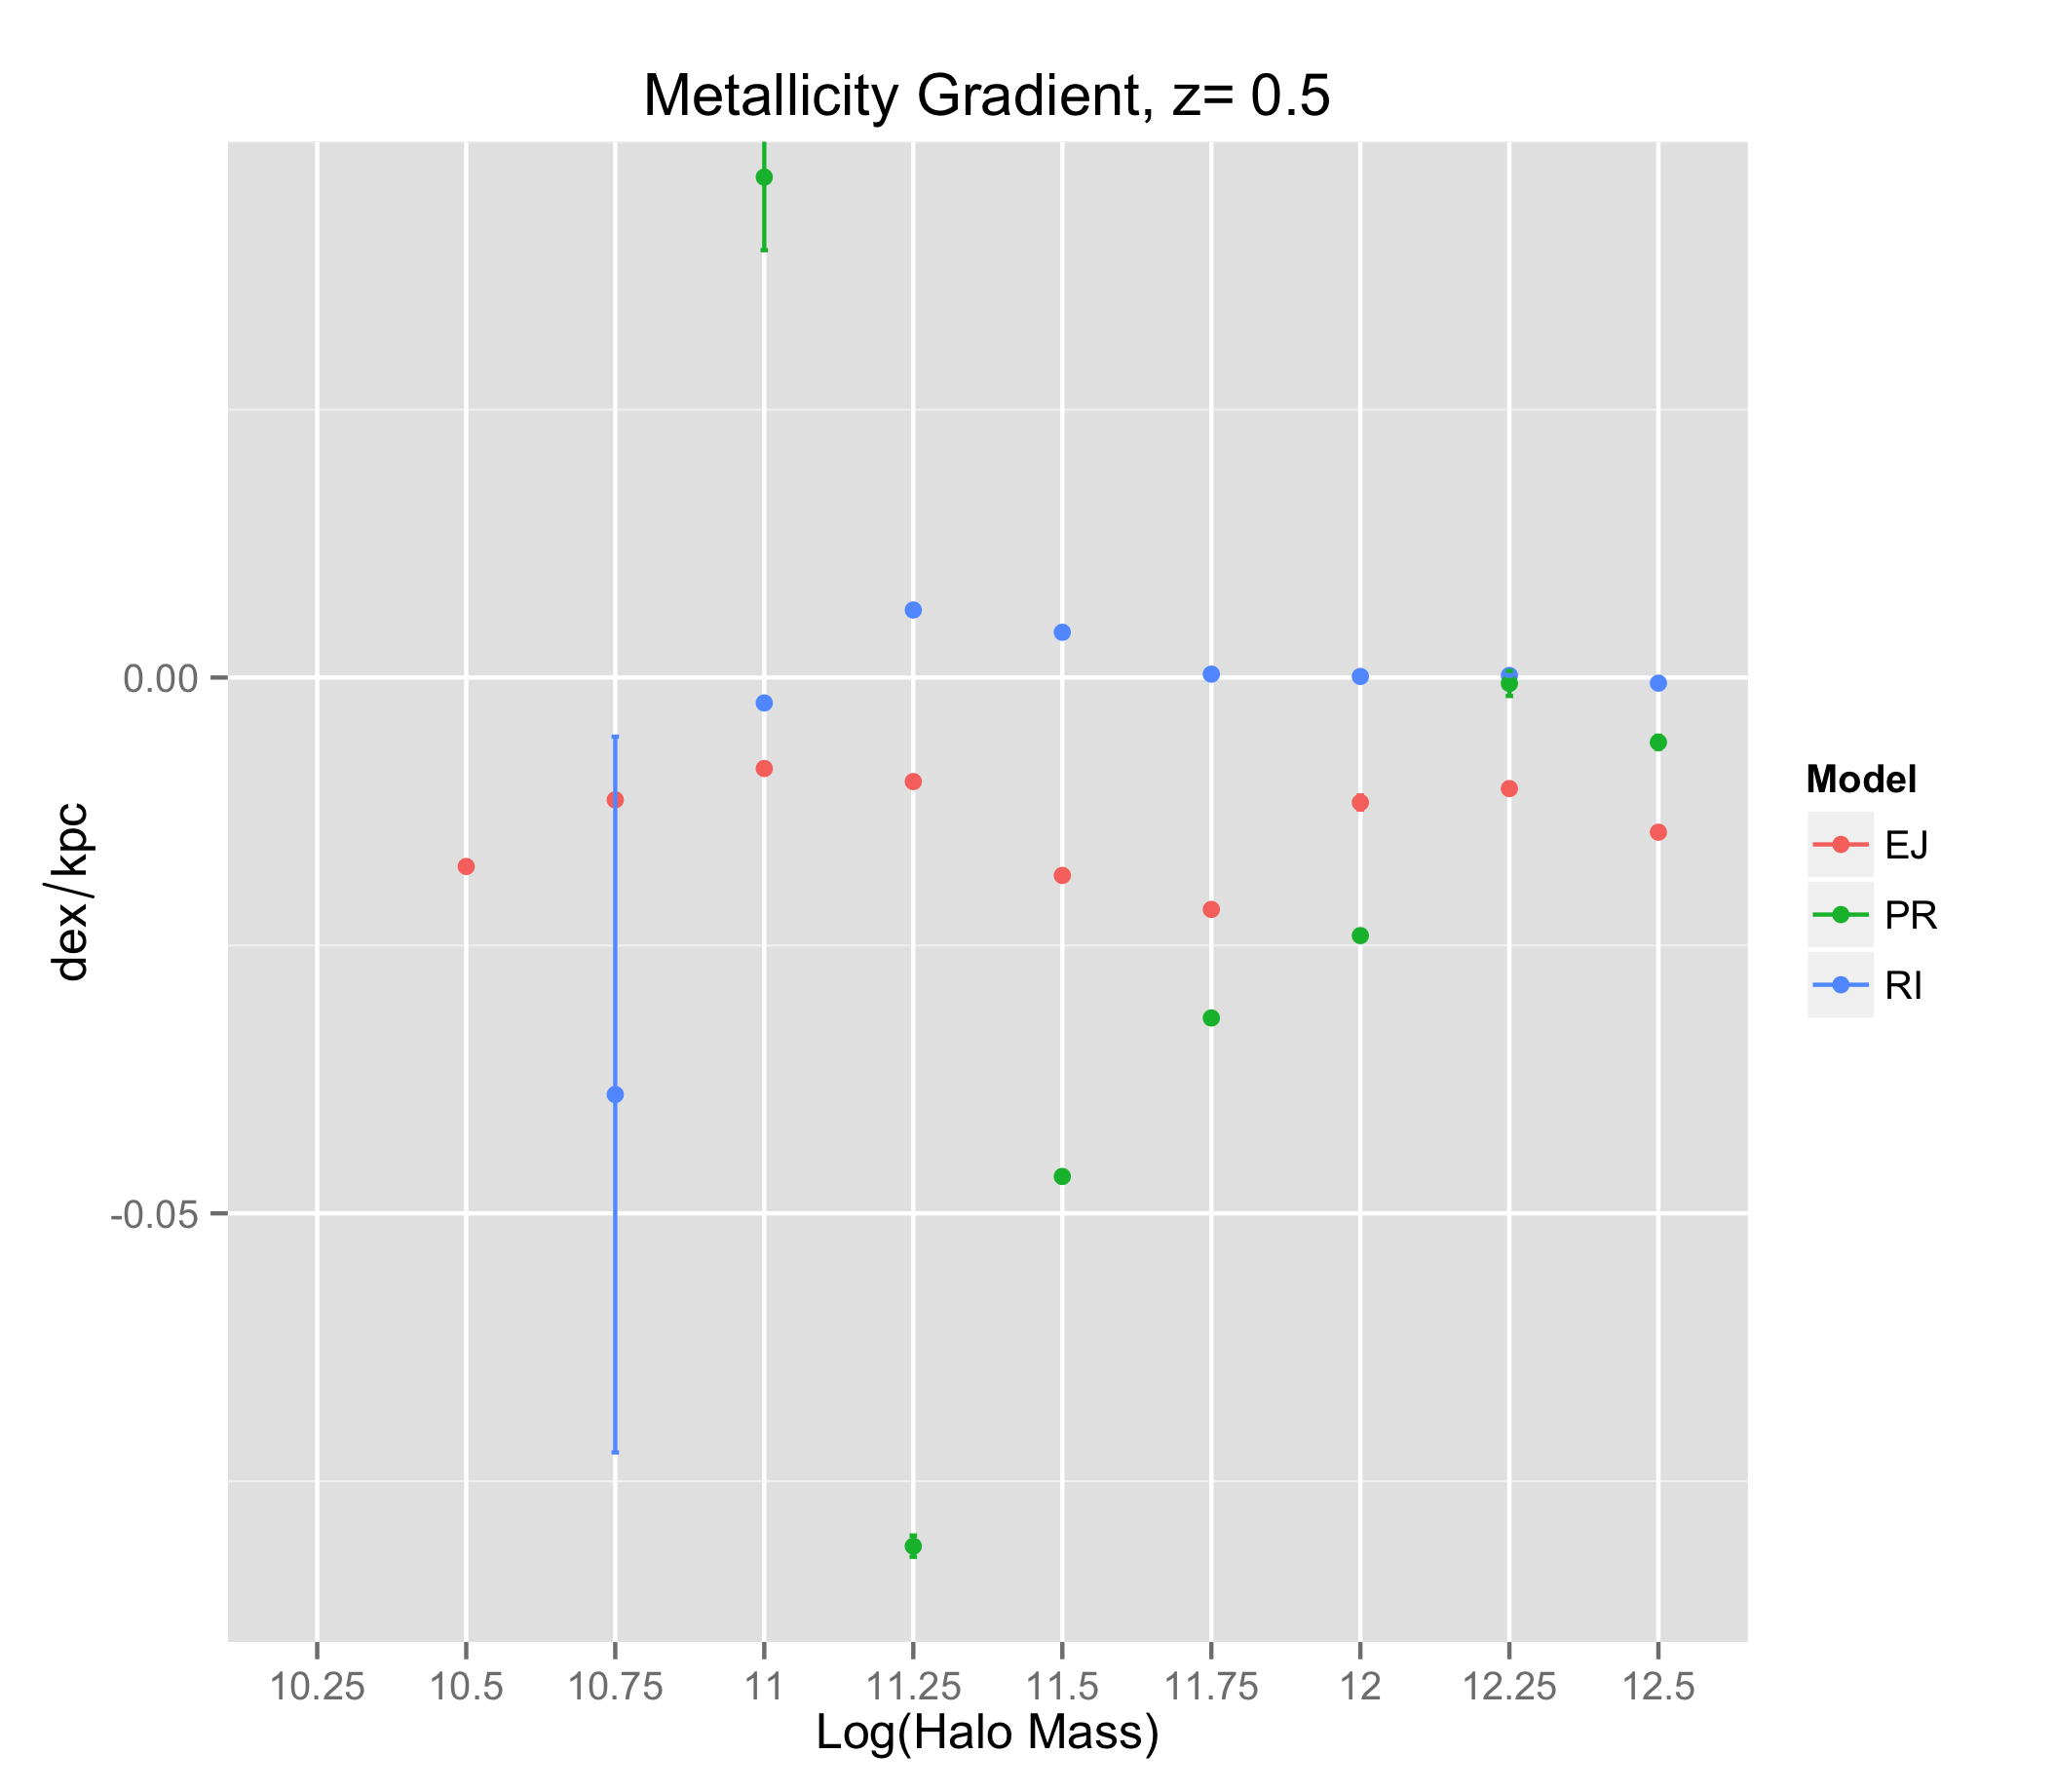 Metallicity Gradient, z= 0.5
dex/kpc
0.00
-0.05
10.25 10.5 10.75 11 11.25 11.5 11.75 12 12.25 12.5
Log(Halo Mass)
Model
EJ
PR
RI